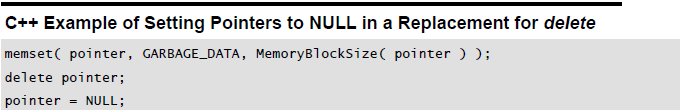 C++ Example of Setting Pointers to NULL in a Replacement for delete
memset( pointer, GARBAGE_DATA, MemoryBlockSize( pointer ) );
delete pointer;
pointer = NULL;